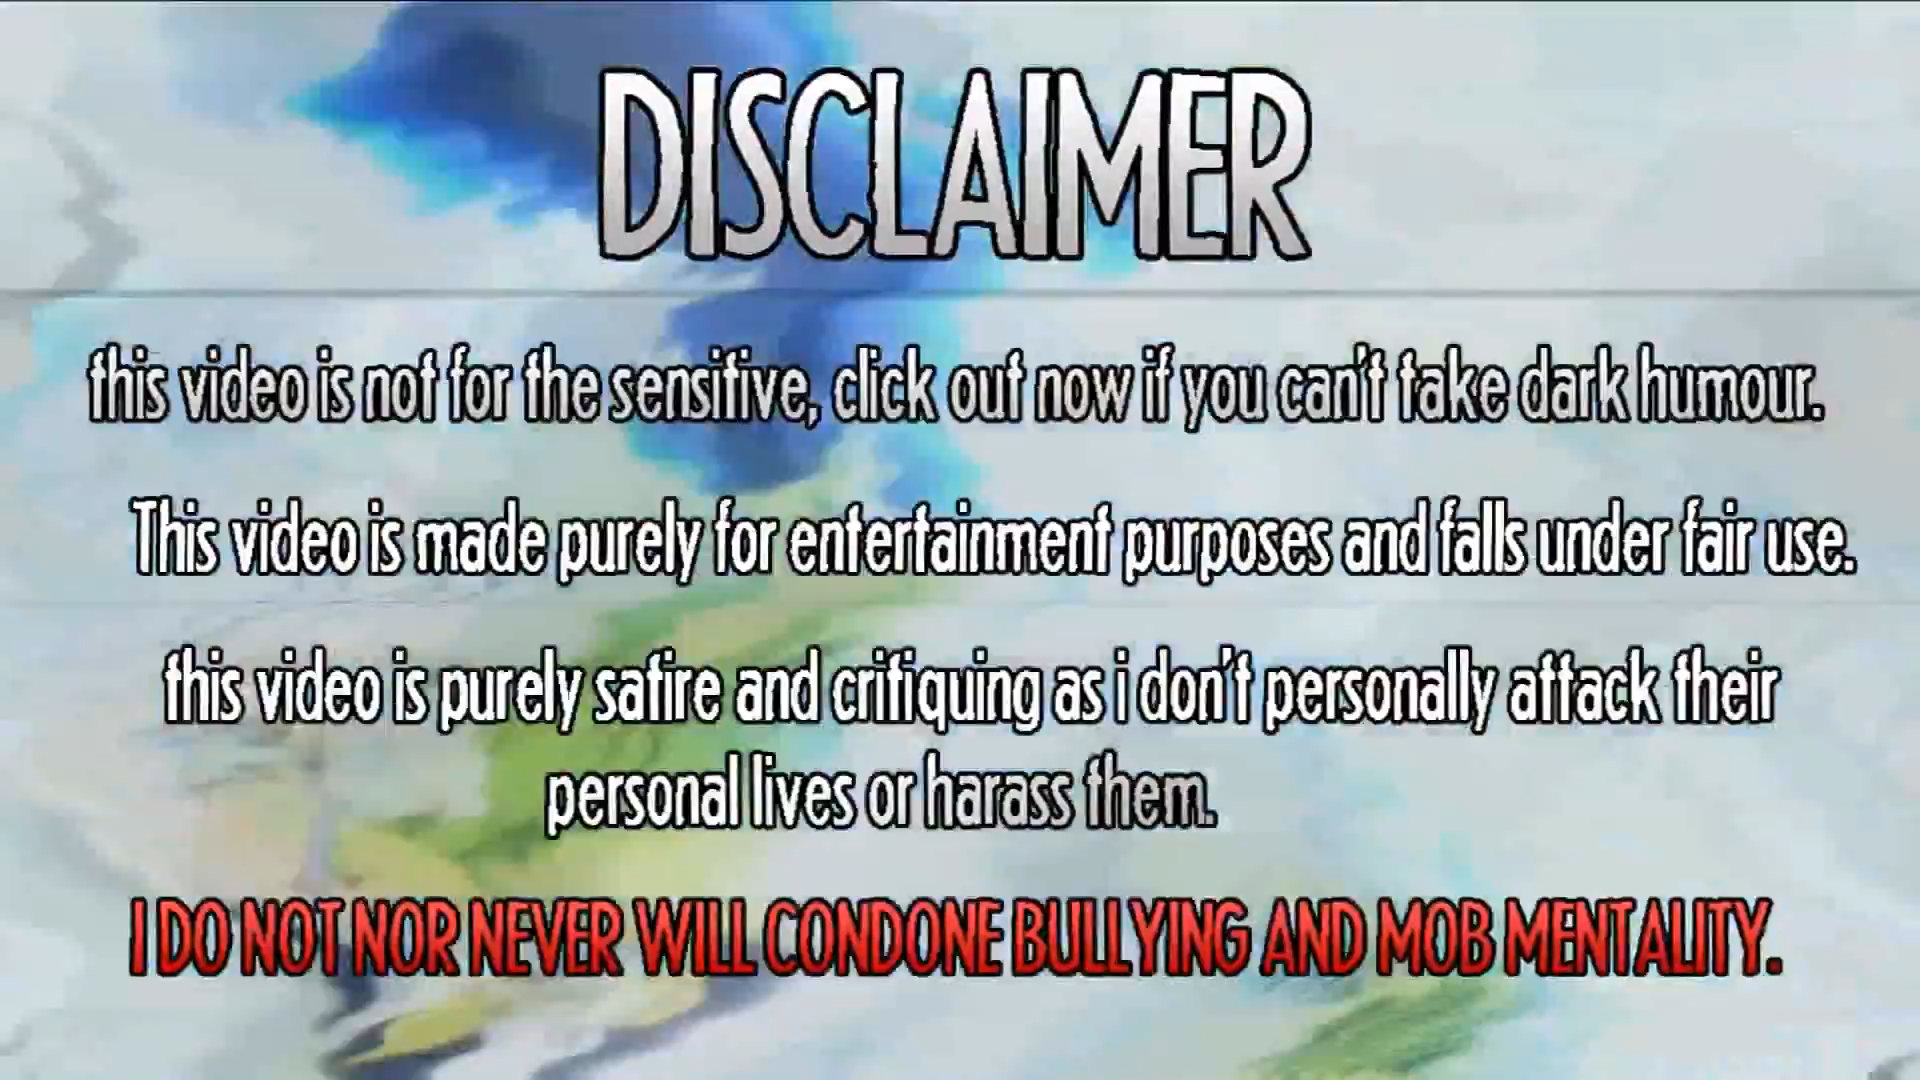 DISCLAIMER
this video is not for the sensitive, click out now if you can't take dark humour.
This video is made purely for entertainment purposes and falls under fair use.
this video is purely satire and critiquing as i don't personally attack their
personal lives or harass them.
I DO NOT NOR NEVER WILL CONDONE BULLYING AND MOB MENTALITY.